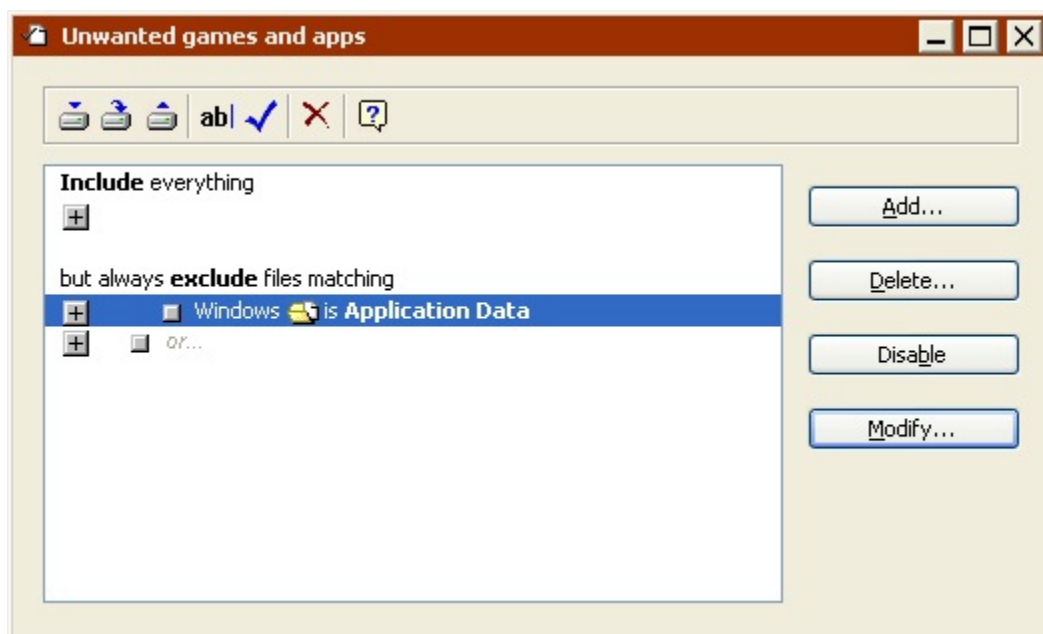 Unwanted games and apps
ab|
Include everything
but always exclude files matching
Windows is Application Data
or...
Add...
Delete...
Disable
Modify...